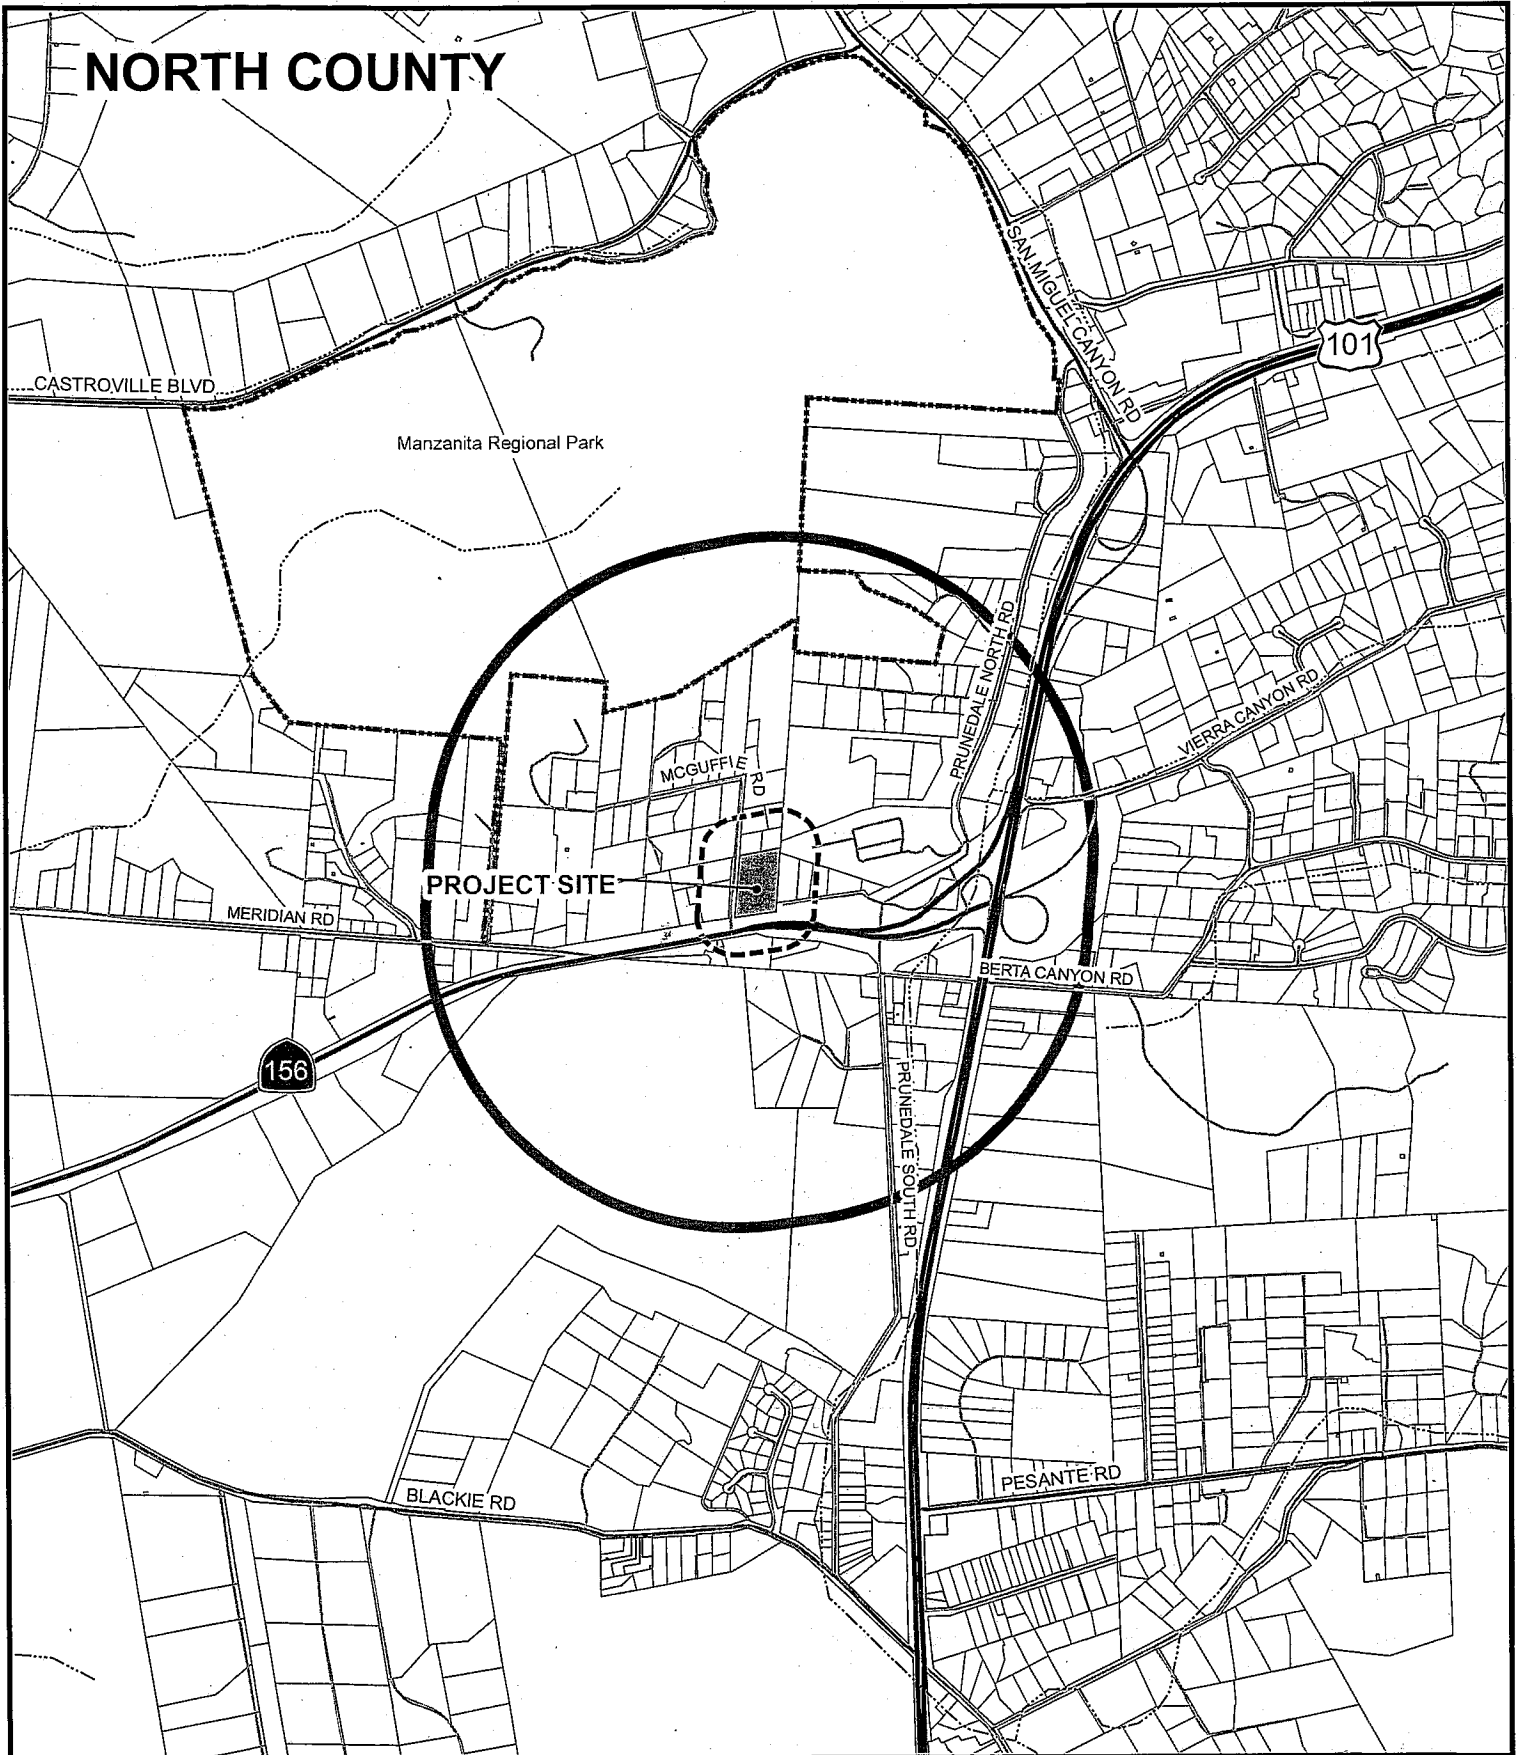 NORTH COUNTY
SAN MIGUEL CANYON RD
101
CASTROVILLE BLVD
Manzanita Regional Park
PRUNEDALE NORTH RD
VIERRA CANYON RD
MCGUFFIE RD
PROJECT SITE
MERIDIAN RD
BERTA CANYON RD
156
PRUNEDALE SOUTH RD
PESANTE RD
BLACKIE RD